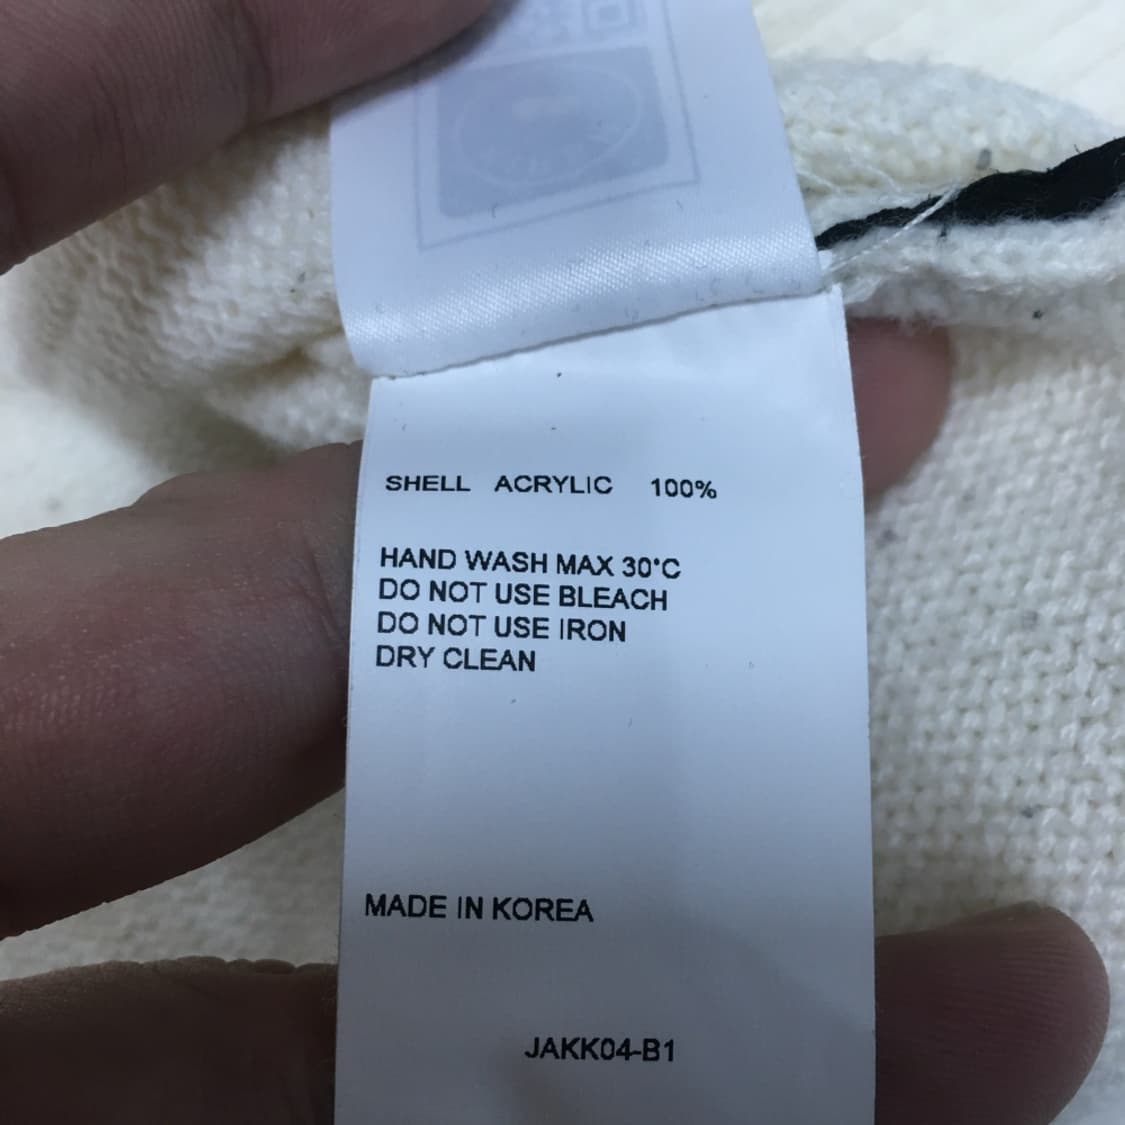 SHELL ACRYLIC 100%
HAND WASH MAX 30°C
DO NOT USE BLEACH
DO NOT USE IRON
DRY CLEAN
MADE IN KOREA
JAKK04-B1